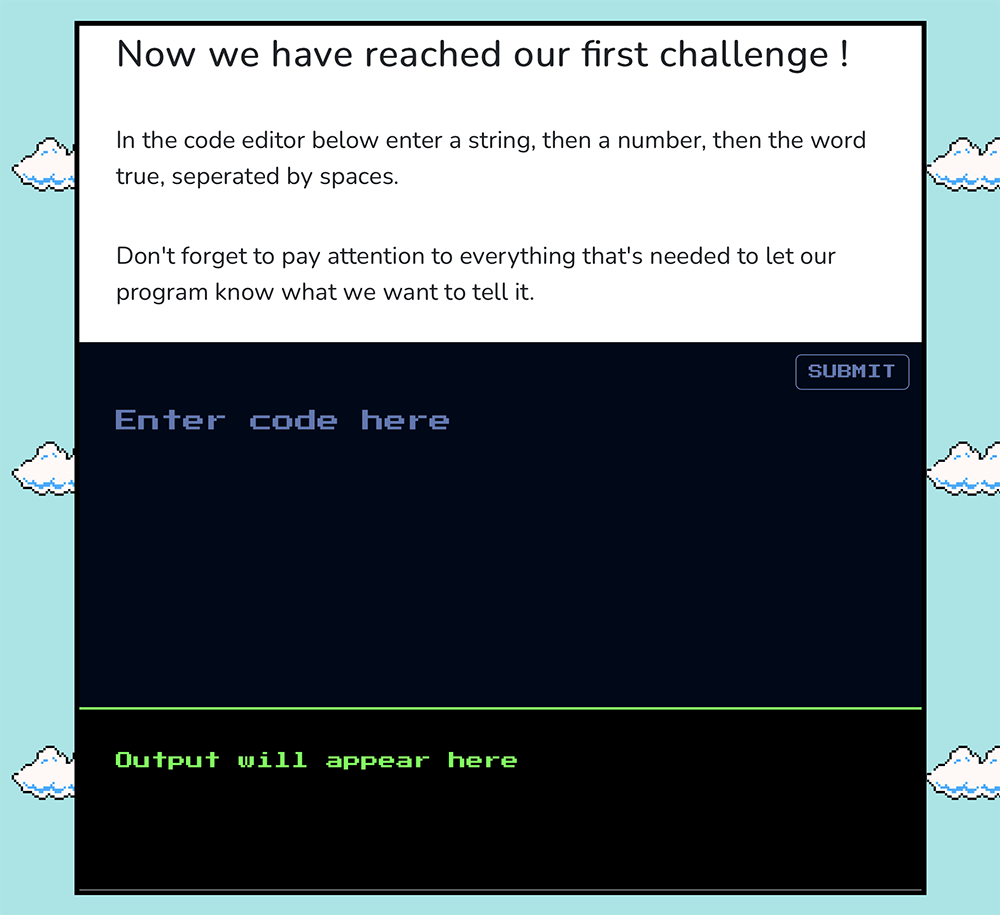 Now we have reached our first challenge !
In the code editor below enter a string, then a number, then the word
true, seperated by spaces.
Don't forget to pay attention to everything that's needed to let our
program know what we want to tell it.
SUBMIT
Enter code here
Output will appear here